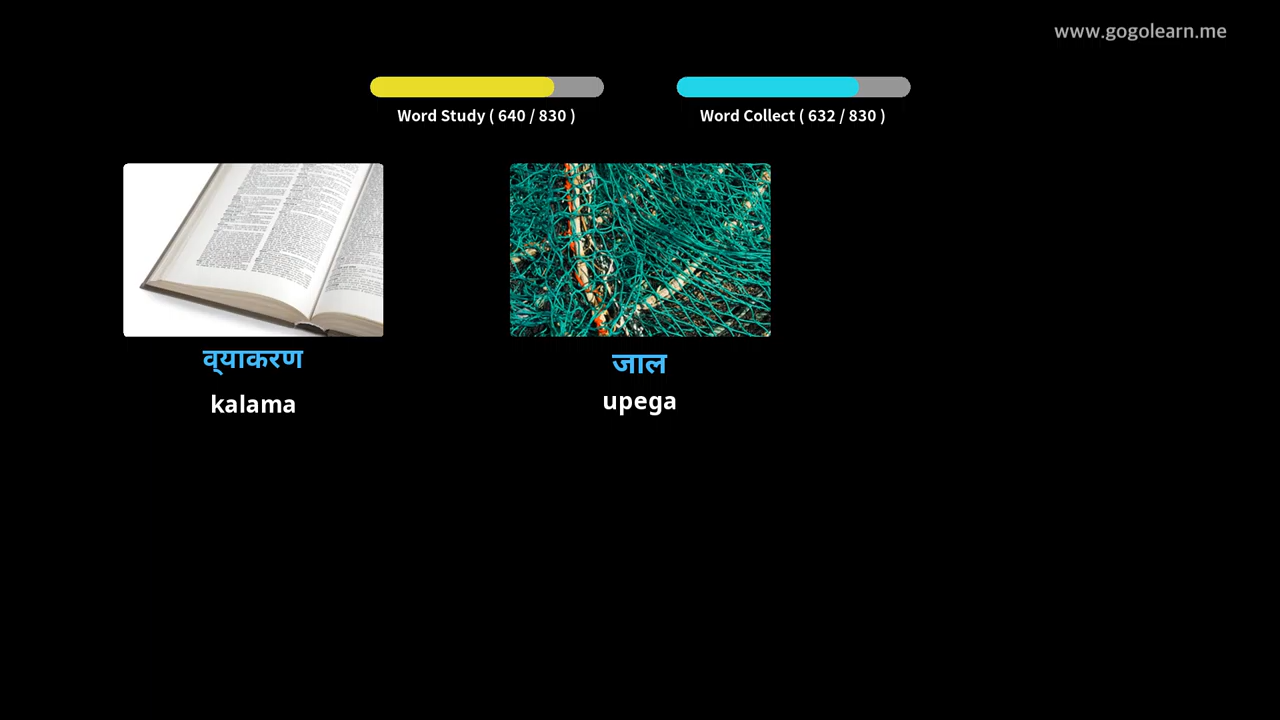 www.gogolearn.me
Word Study ( 640 / 830 )
Word Collect ( 632 / 830 )
व्याकरण
kalama
जाल
upega